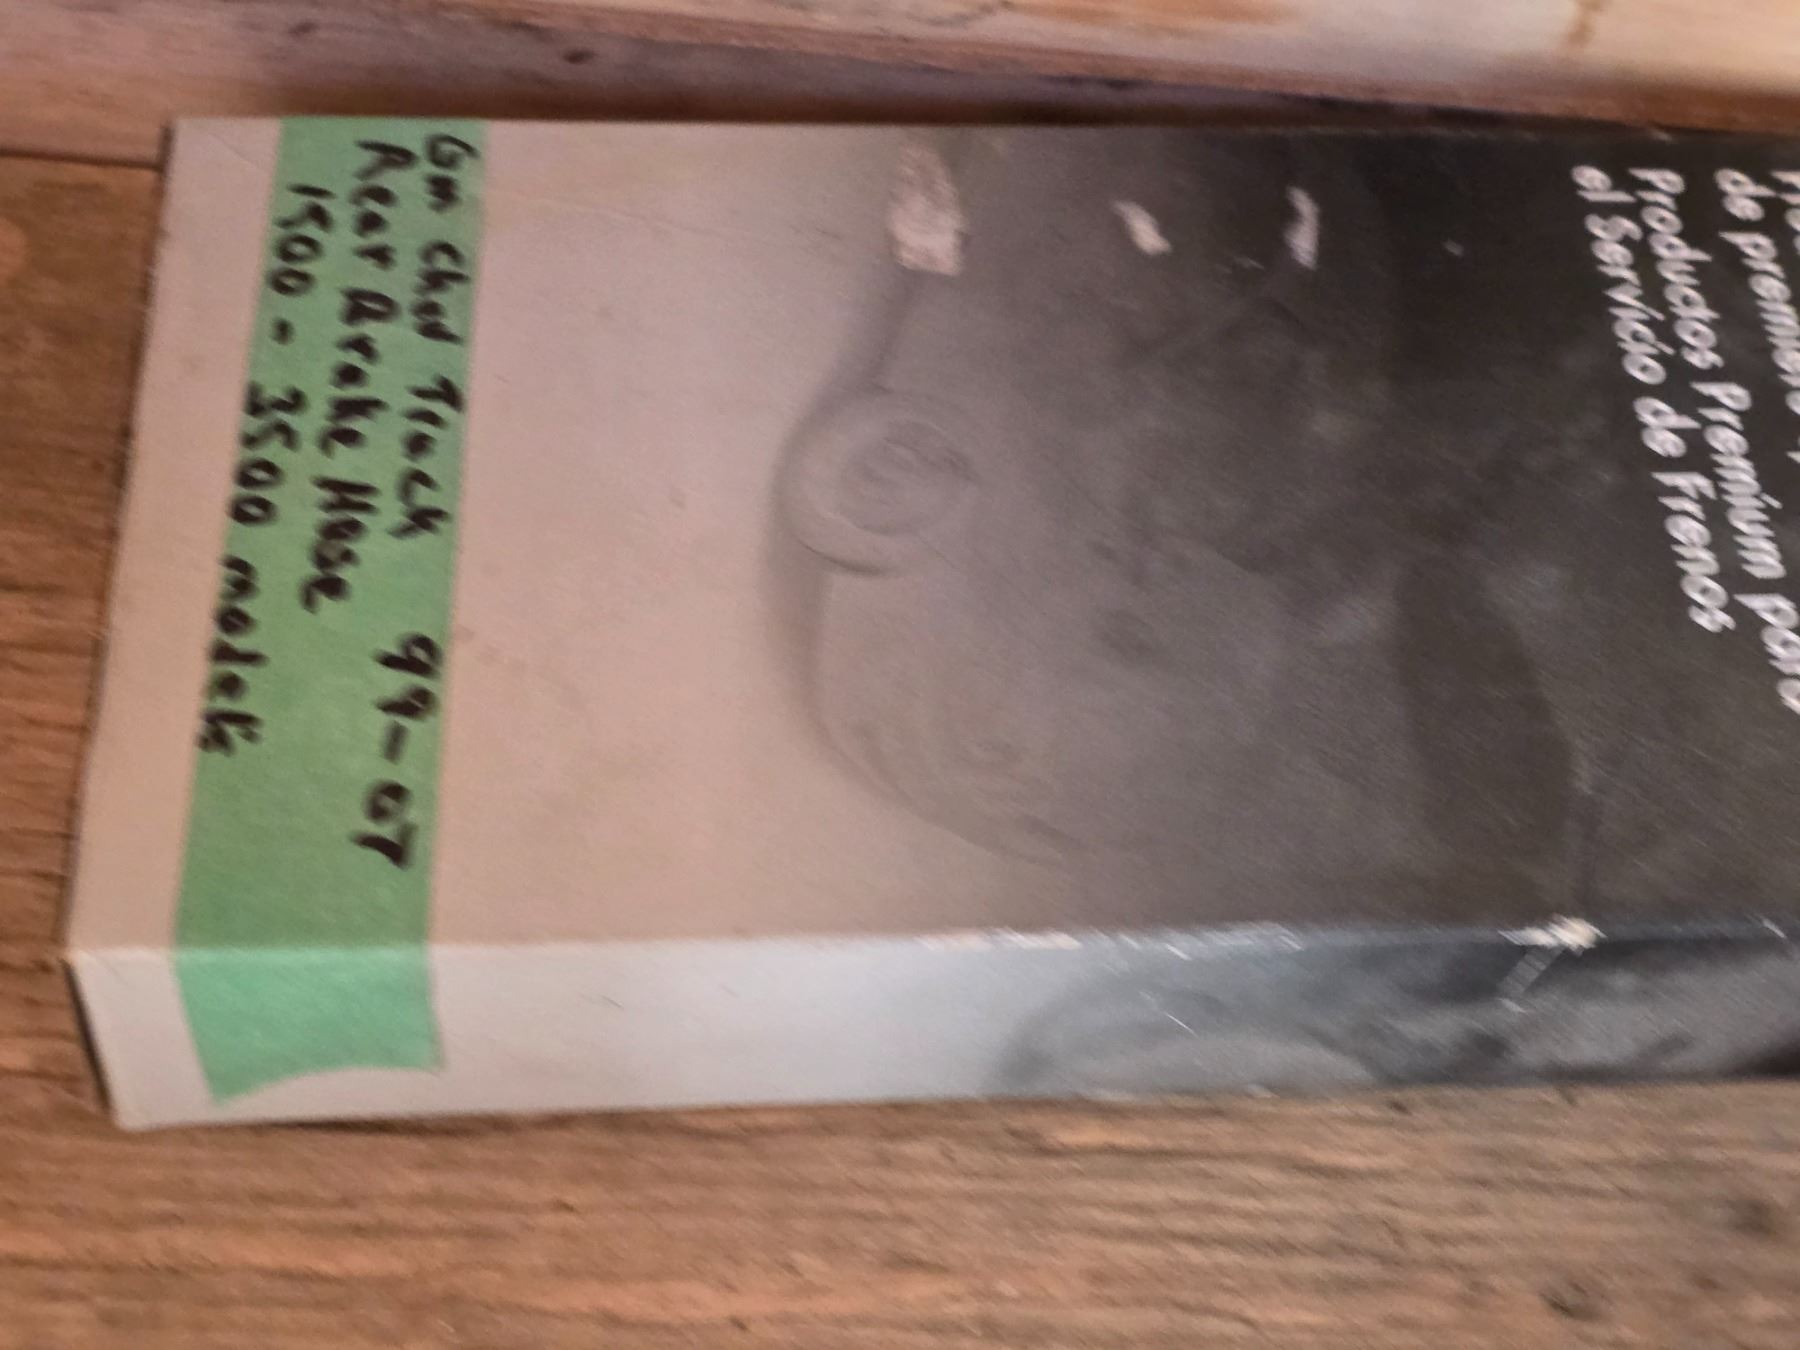 Gm Chev Truck 99-07
Rear Brake Hose
1500 - 3500 models
de première
Productos Premium para
el Servicio de Frenos